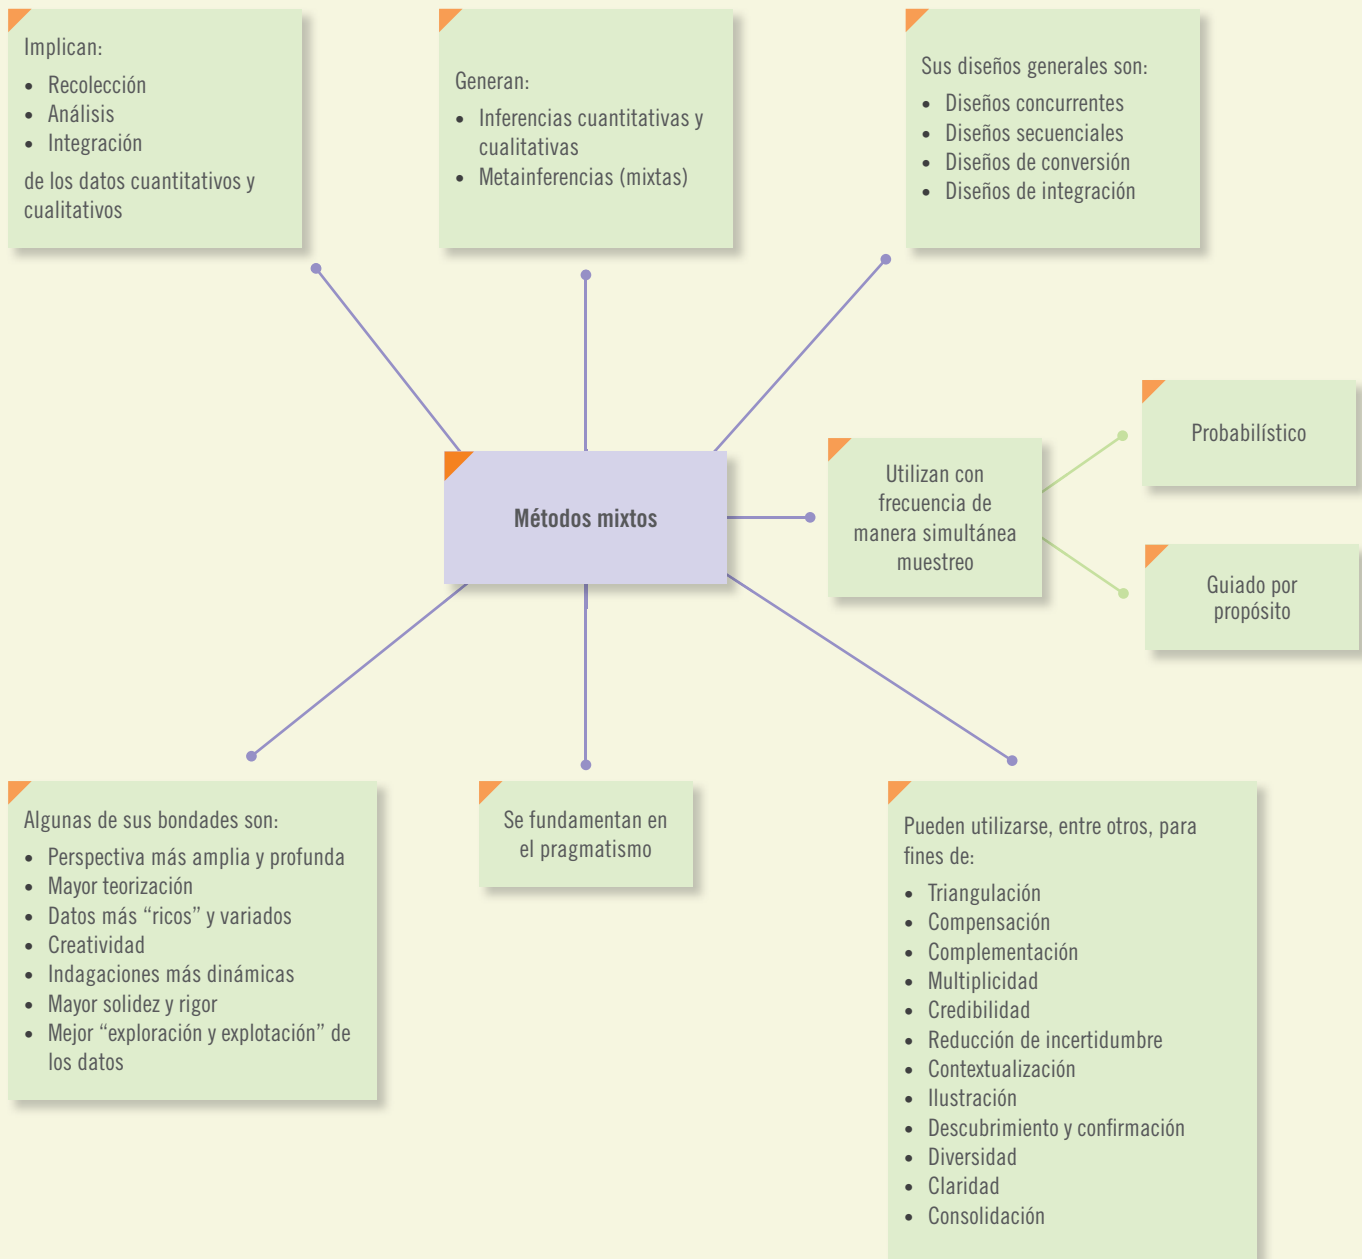 Implican:
• Recolección
• Análisis
• Integración
de los datos cuantitativos y
cualitativos
Generan:
• Inferencias cuantitativas y
cualitativas
• Metainferencias (mixtas)
Sus diseños generales son:
• Diseños concurrentes
• Diseños secuenciales
• Diseños de conversión
• Diseños de integración
Métodos mixtos
Utilizan con
frecuencia de
manera simultánea
muestreo
Probabilístico
Guiado por
propósito
Algunas de sus bondades son:
• Perspectiva más amplia y profunda
• Mayor teorización
• Datos más “ricos” y variados
• Creatividad
• Indagaciones más dinámicas
• Mayor solidez y rigor
• Mejor “exploración y explotación” de
los datos
Se fundamentan en
el pragmatismo
Pueden utilizarse, entre otros, para
fines de:
• Triangulación
• Compensación
• Complementación
• Multiplicidad
• Credibilidad
• Reducción de incertidumbre
• Contextualización
• Ilustración
• Descubrimiento y confirmación
• Diversidad
• Claridad
• Consolidación